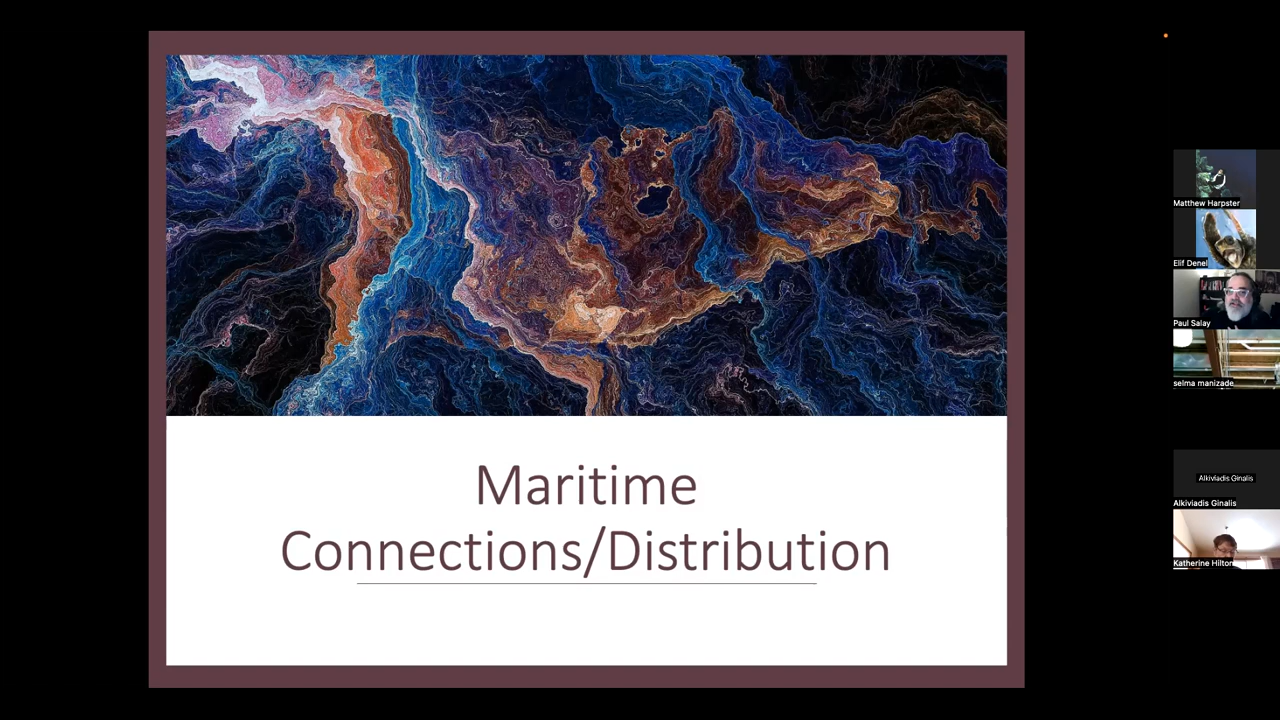 Maritime
Connections/Distribution
Matthew Harpster
Elif Denel
Paul Salay
selma manizade
Alkiviadis Ginalis
Alkiviadis Ginalis
Katherine Hilton